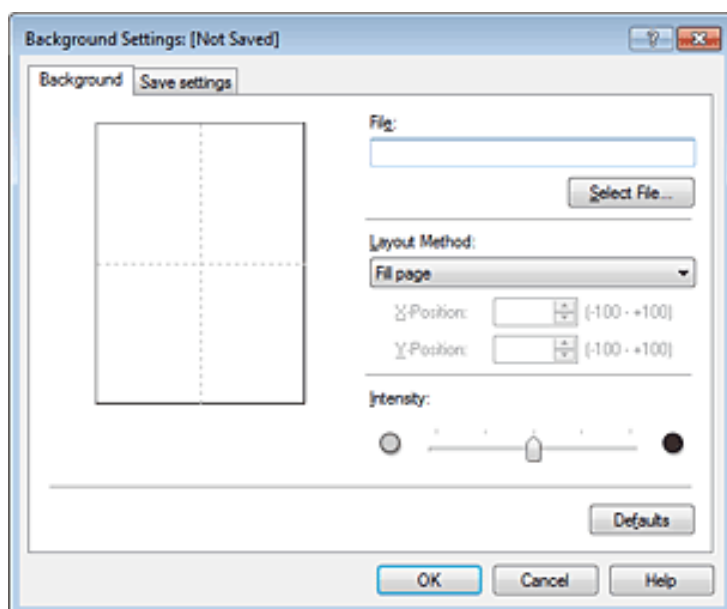 Background Settings: [Not Saved]
Background
Save settings
File:
Select File...
Layout Method:
Fill page
X-Position: (-100 - +100)
Y-Position: (-100 - +100)
Intensity:
Defaults
OK Cancel Help